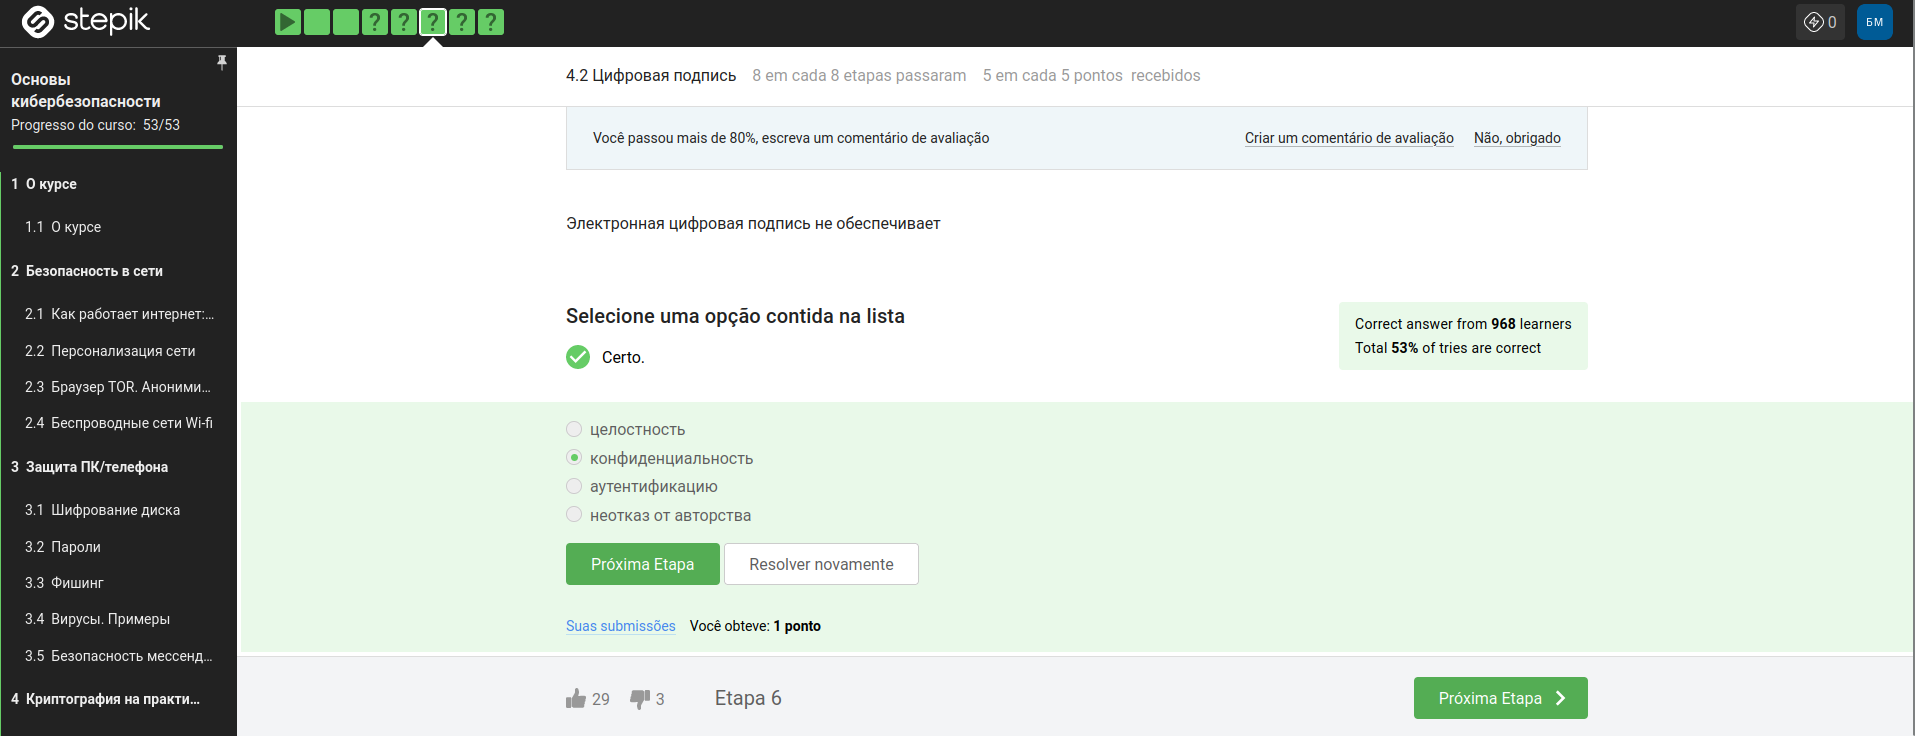 stepik
? ? ? ? ?
0
БМ
Основы
кибербезопасности
Progresso do curso: 53/53
1 О курсе
1.1 О курсе
2 Безопасность в сети
2.1 Как работает интернет:...
2.2 Персонализация сети
2.3 Браузер TOR. Аноними...
2.4 Беспроводные сети Wi-fi
3 Защита ПК/телефона
3.1 Шифрование диска
3.2 Пароли
3.3 Фишинг
3.4 Вирусы. Примеры
3.5 Безопасность мессенд...
4 Криптография на практи...
4.2 Цифровая подпись 8 em cada 8 etapas passaram 5 em cada 5 pontos recebidos
Você passou mais de 80%, escreva um comentário de avaliação
Criar um comentário de avaliação Não, obrigado
Электронная цифровая подпись не обеспечивает
Selecione uma opção contida na lista
Certo.
Correct answer from 968 learners
Total 53% of tries are correct
целостность
конфиденциальность
аутентификацию
неотказ от авторства
Próxima Etapa Resolver novamente
Suas submissões Você obteve: 1 ponto
29 3 Etapa 6
Próxima Etapa